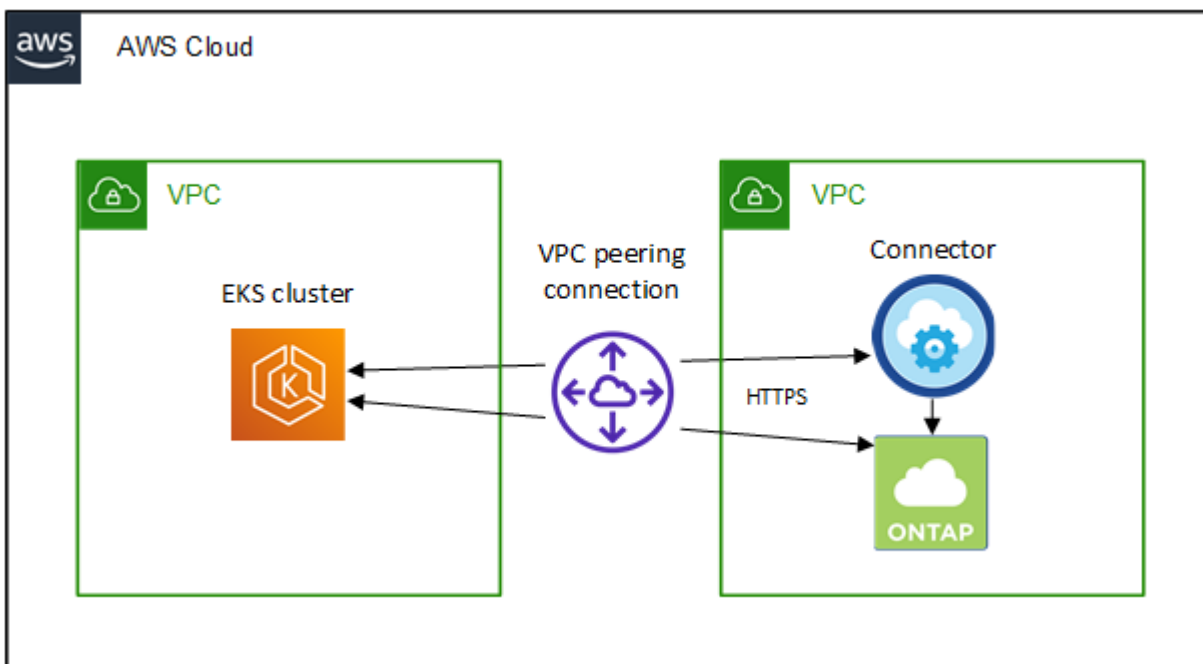 aws
AWS Cloud
VPC
EKS cluster
K
VPC peering
connection
VPC
Connector
HTTPS
ONTAP